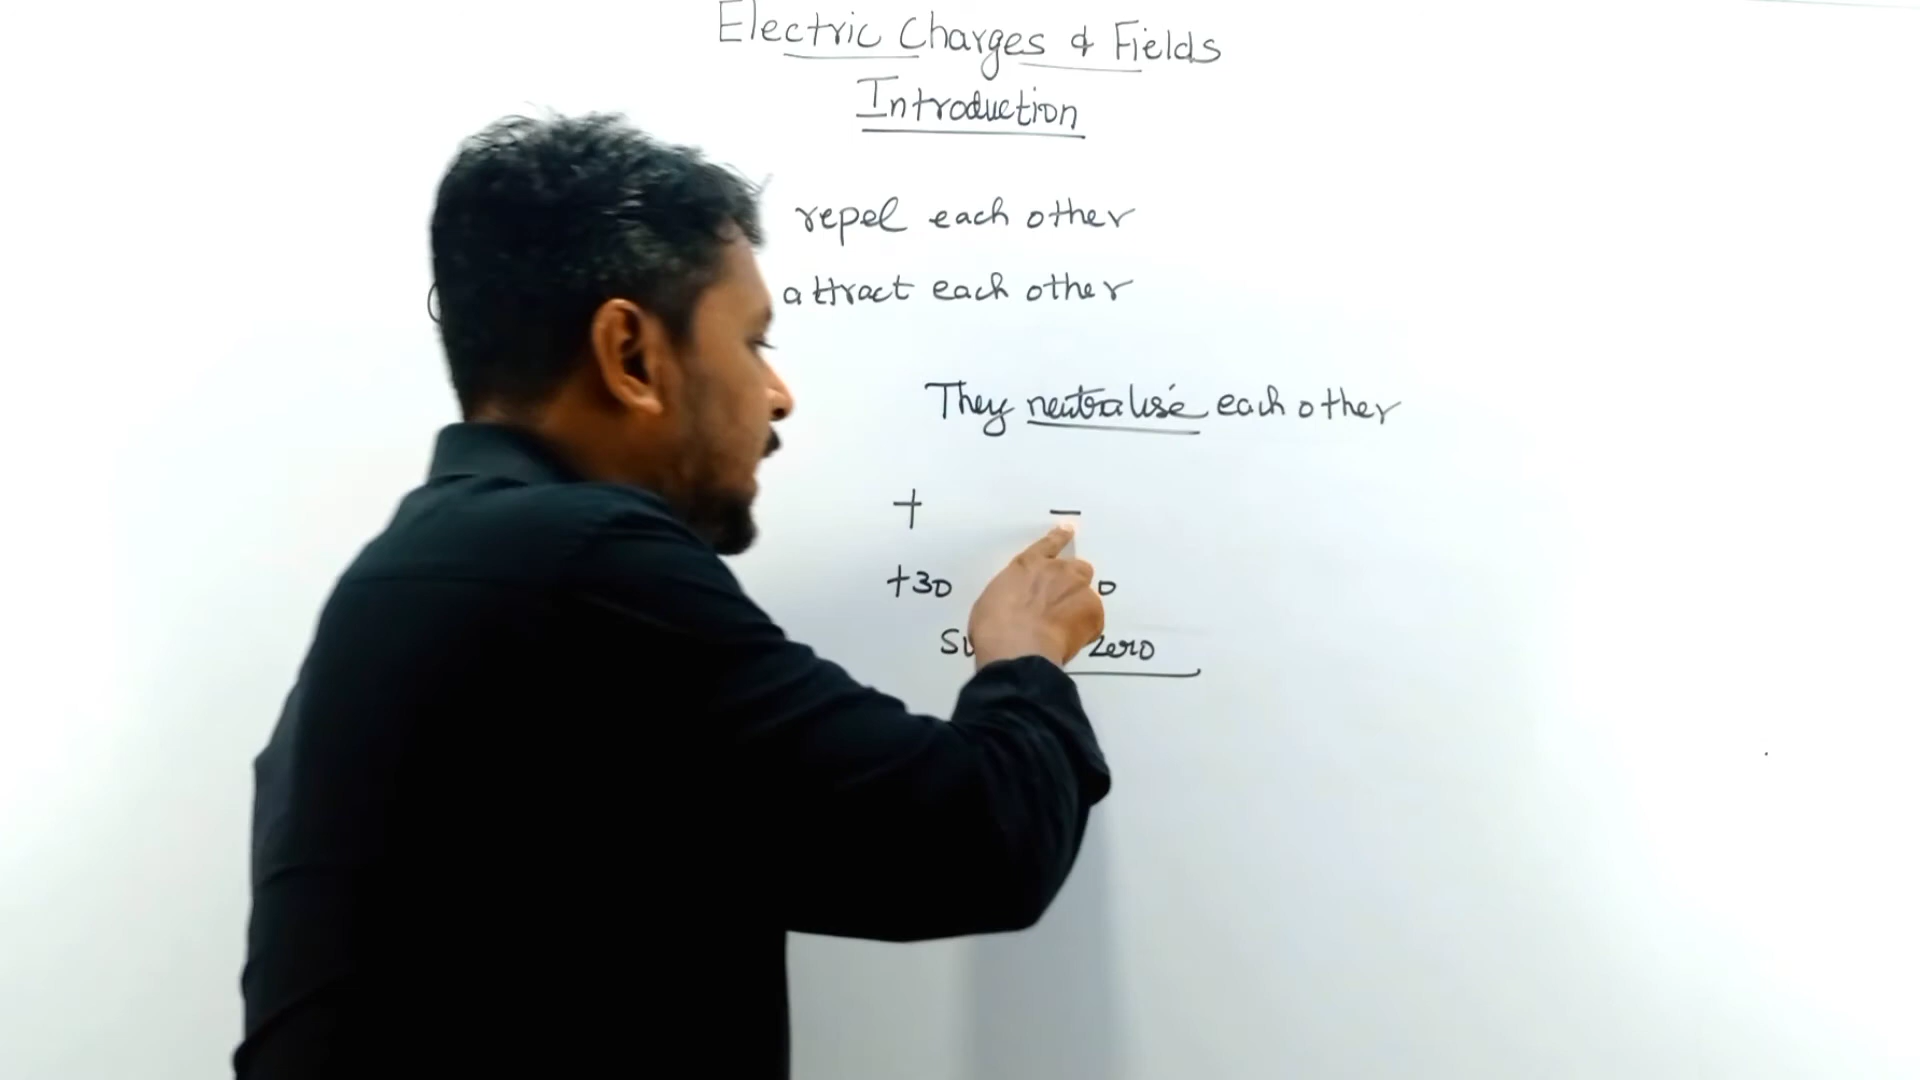 Electric Charges & Fields
Introduction
repel each other
attract each other
They neutralise each other
+ −
+30
zero